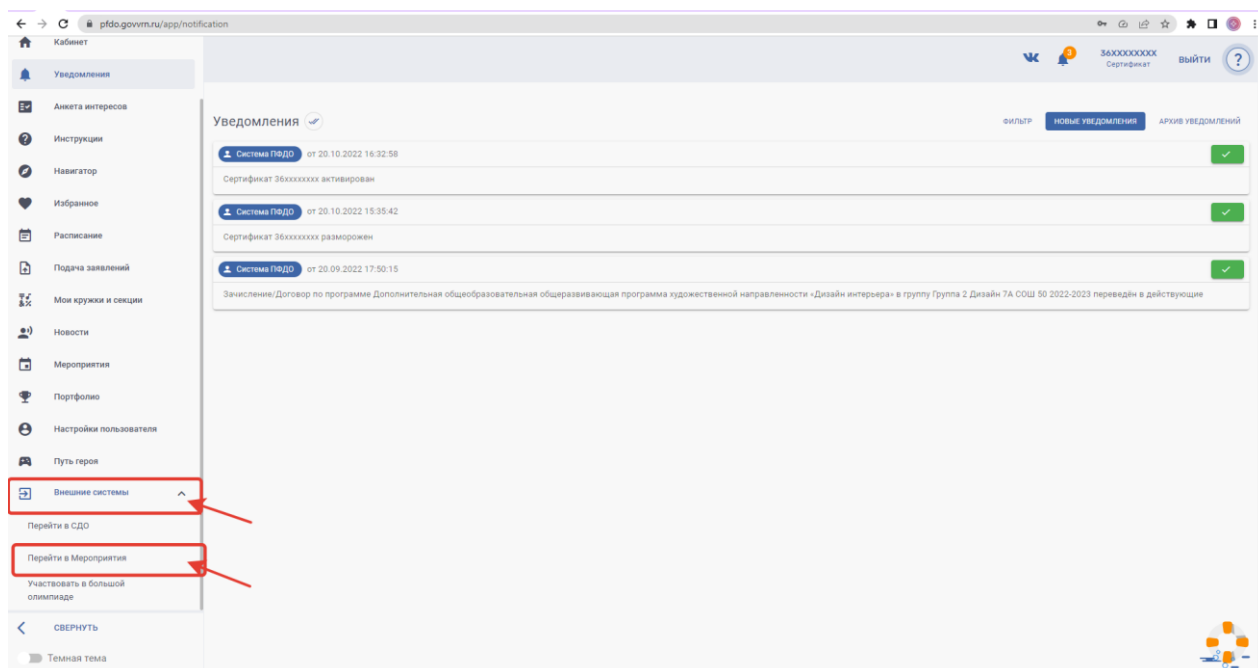 pfdo.govvrn.ru/app/notification
Кабинет
Уведомления
Анкета интересов
Инструкции
Навигатор
Избранное
Расписание
Подача заявлений
Мои кружки и секции
Новости
Мероприятия
Портфолио
Настройки пользователя
Путь героя
Внешние системы
Перейти в СДО
Перейти в Мероприятия
Участвовать в большой
олимпиаде
СВЕРНУТЬ
Темная тема
3
36XXXXXXXX
Сертификат
ВЫЙТИ
?
Уведомления
ФИЛЬТР
НОВЫЕ УВЕДОМЛЕНИЯ
АРХИВ УВЕДОМЛЕНИЙ
Система ПФДО от 20.10.2022 16:32:58
Сертификат 36xxxxxxxx активирован
Система ПФДО от 20.10.2022 15:35:42
Сертификат 36xxxxxxxx разморожен
Система ПФДО от 20.09.2022 17:50:15
Зачисление/Договор по программе Дополнительная общеобразовательная общеразвивающая программа художественной направленности «Дизайн интерьера» в группу Группа 2 Дизайн 7А СОШ 50 2022-2023 переведён в действующие